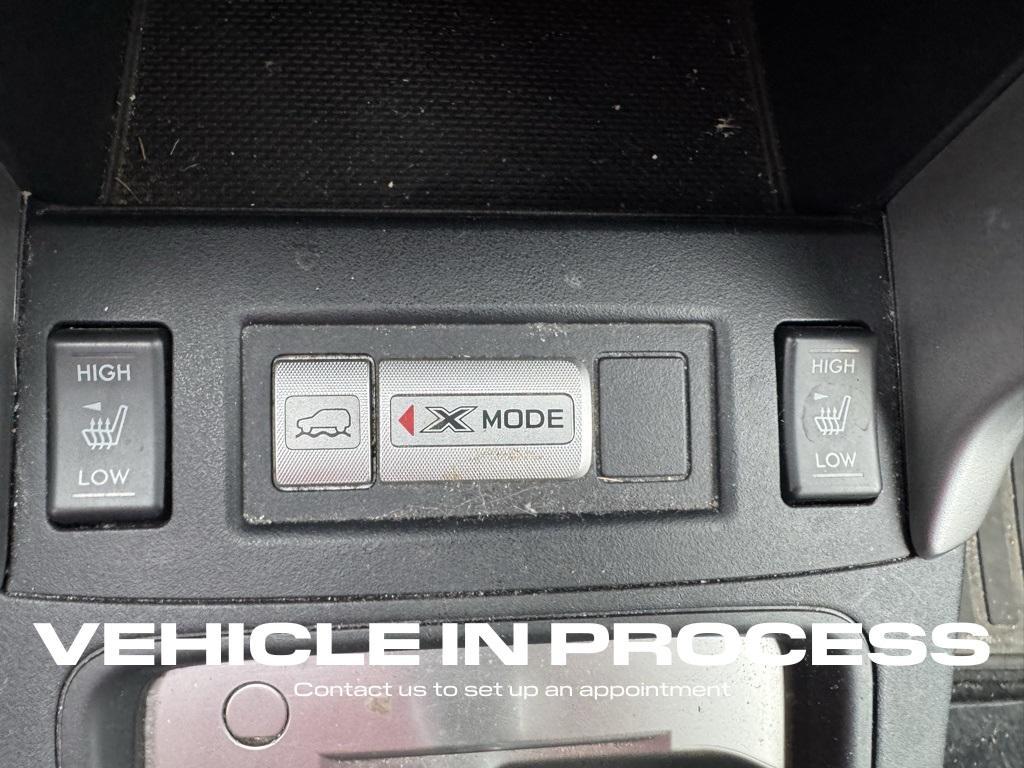 HIGH
LOW
X MODE
HIGH
LOW
VEHICLE IN PROCESS
Contact us to set up an appointment